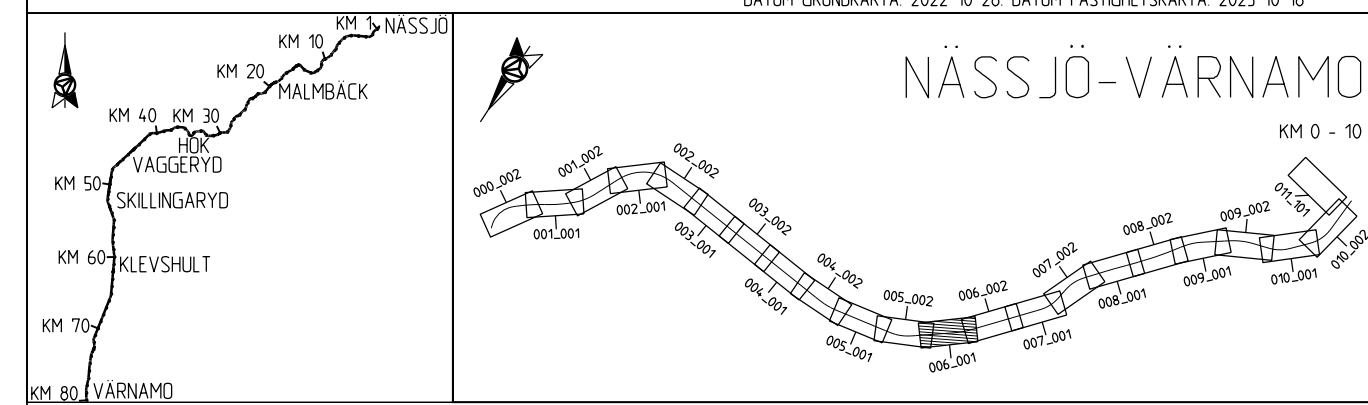 DATUM GRUNDKARTA: 2022-10-26. DATUM FASTIGHETSKARTA: 2023-10-16
KM 1
NÄSSJÖ
KM 10
KM 20
MALMBÄCK
KM 40
KM 30
HOK
VAGGERYD
KM 50
SKILLINGARYD
KM 60
KLEVSHULT
KM 70
KM 80
VÄRNAMO
NÄSSJÖ-VÄRNAMO
KM 0 - 10
000_002
001_002
002_002
001_001
002_001
003_001
003_002
004_001
004_002
005_001
005_002
006_001
006_002
007_001
007_002
008_001
008_002
009_001
009_002
010_001
010_002
011_101